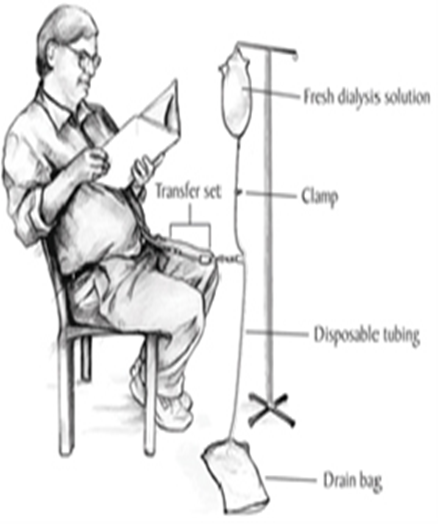 Fresh dialysis solution
Transfer set
Clamp
Disposable tubing
Drain bag